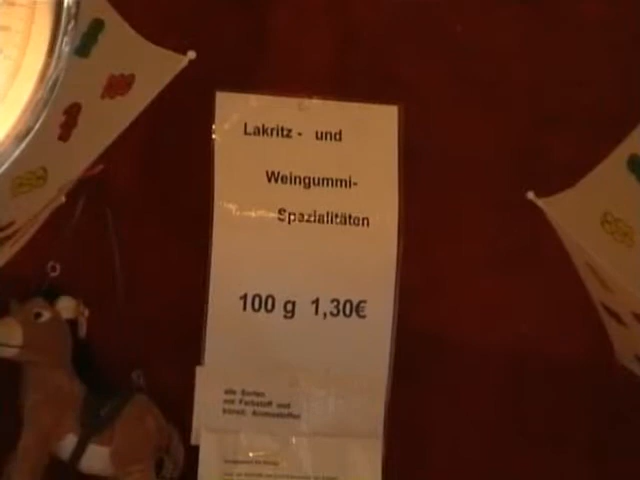 Lakritz - und
Weingummi-
Spezialitäten
100 g 1,30€
alle Sorten
mit Farbstoff und
künstl. Aromastoffen